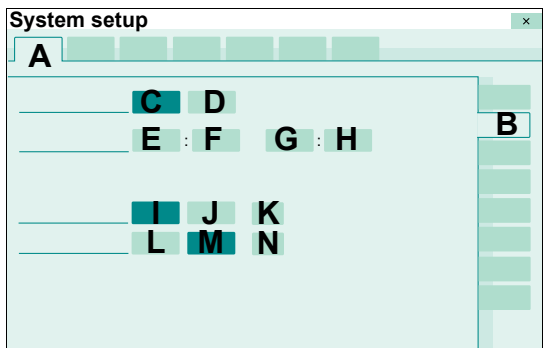 System setup ×
A
C D
B
E : F G : H
I J K
L M N